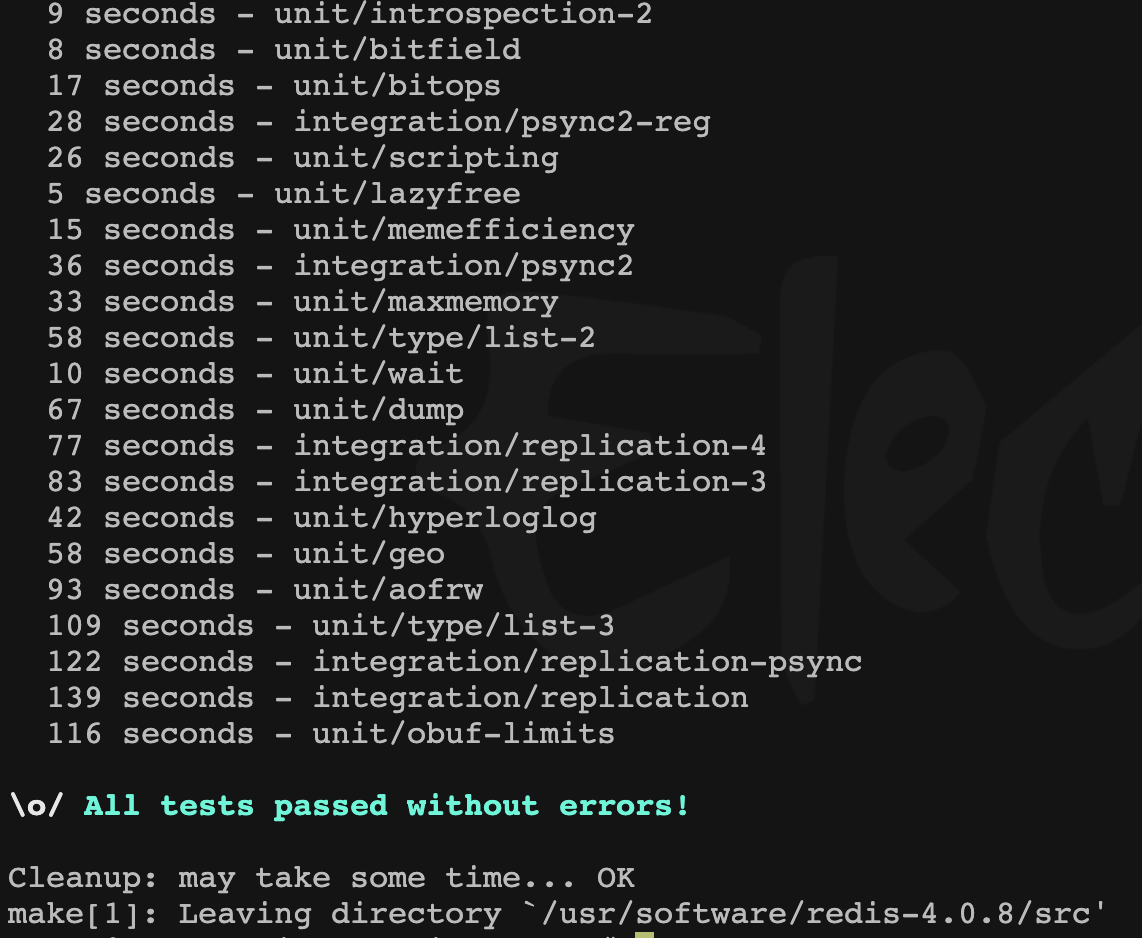 9 seconds - unit/introspection-2
8 seconds - unit/bitfield
17 seconds - unit/bitops
28 seconds - integration/psync2-reg
26 seconds - unit/scripting
5 seconds - unit/lazyfree
15 seconds - unit/memefficiency
36 seconds - integration/psync2
33 seconds - unit/maxmemory
58 seconds - unit/type/list-2
10 seconds - unit/wait
67 seconds - unit/dump
77 seconds - integration/replication-4
83 seconds - integration/replication-3
42 seconds - unit/hyperloglog
58 seconds - unit/geo
93 seconds - unit/aofrw
109 seconds - unit/type/list-3
122 seconds - integration/replication-psync
139 seconds - integration/replication
116 seconds - unit/obuf-limits
\o/ All tests passed without errors!
Cleanup: may take some time... OK
make[1]: Leaving directory `/usr/software/redis-4.0.8/src'